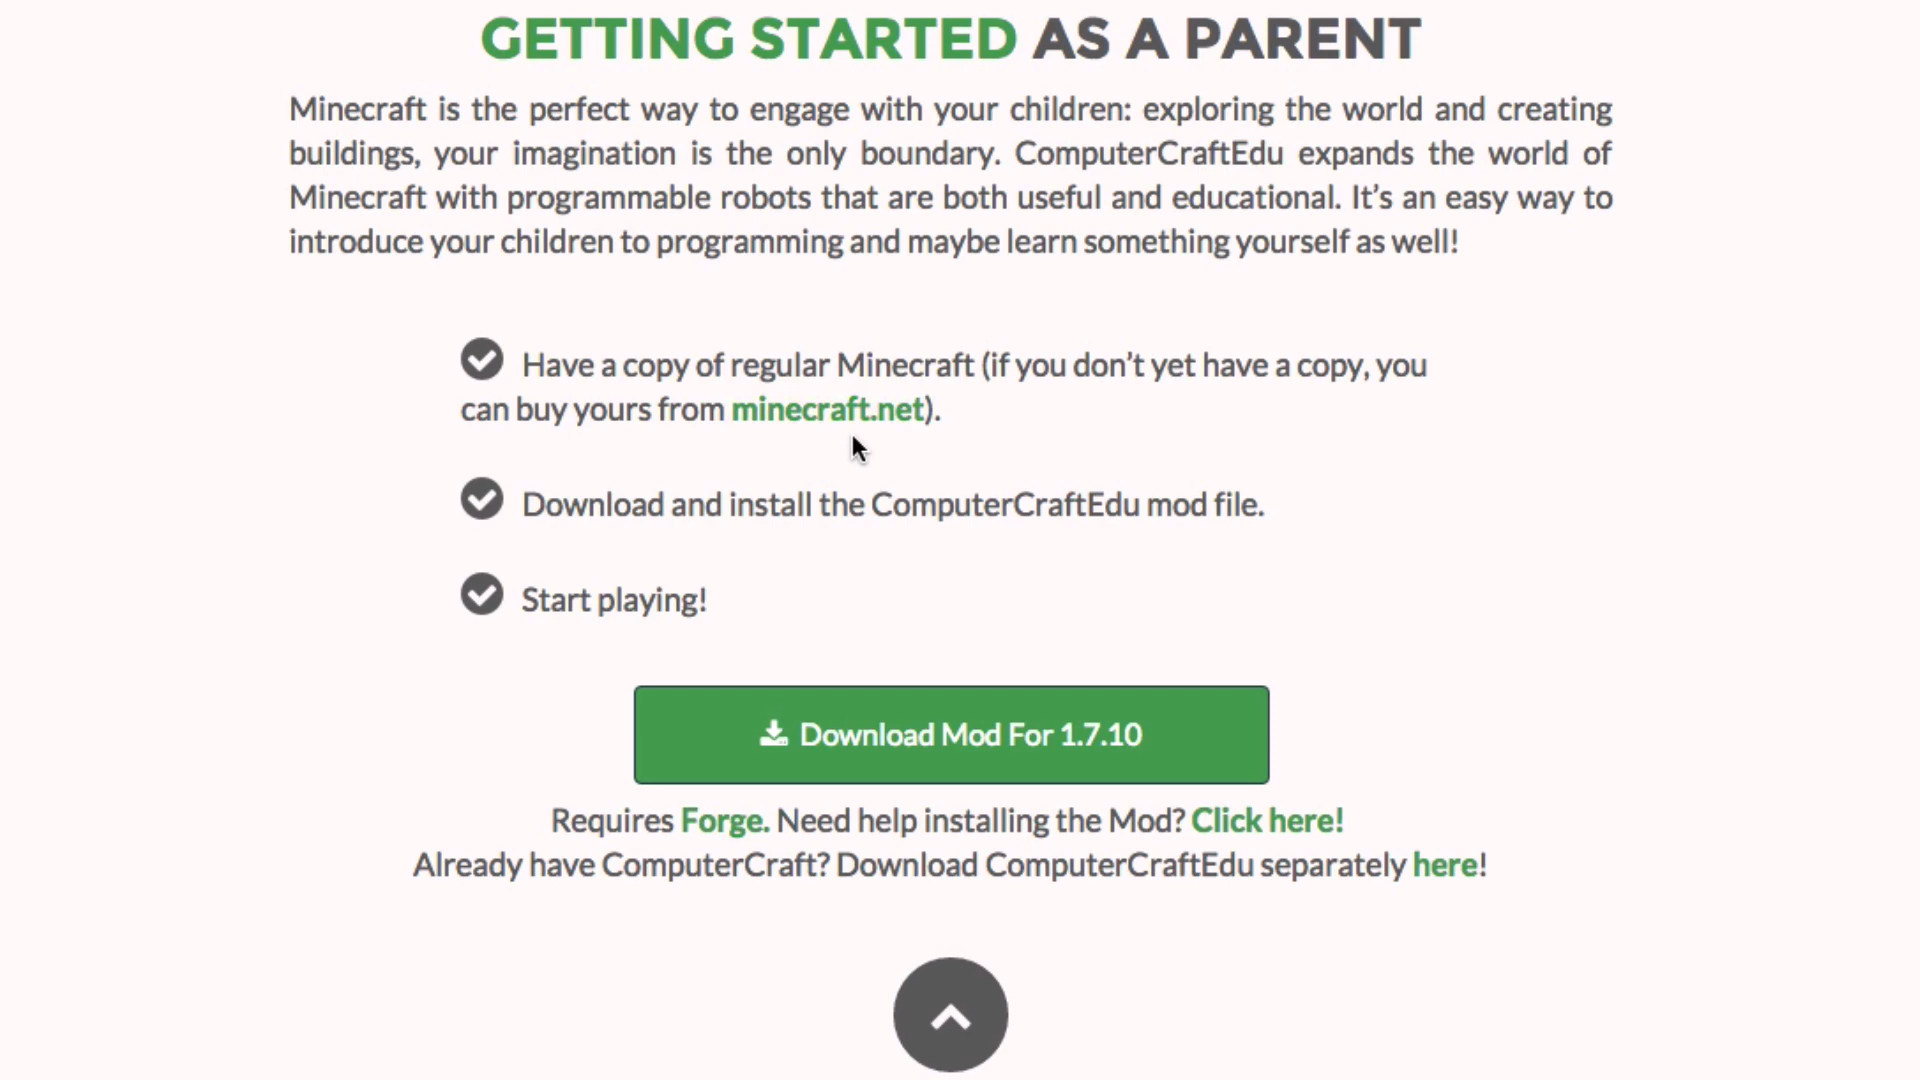 GETTING STARTED AS A PARENT
Minecraft is the perfect way to engage with your children: exploring the world and creating
buildings, your imagination is the only boundary. ComputerCraftEdu expands the world of
Minecraft with programmable robots that are both useful and educational. It’s an easy way to
introduce your children to programming and maybe learn something yourself as well!
Have a copy of regular Minecraft (if you don’t yet have a copy, you
can buy yours from minecraft.net).
Download and install the ComputerCraftEdu mod file.
Start playing!
Download Mod For 1.7.10
Requires Forge. Need help installing the Mod? Click here!
Already have ComputerCraft? Download ComputerCraftEdu separately here!